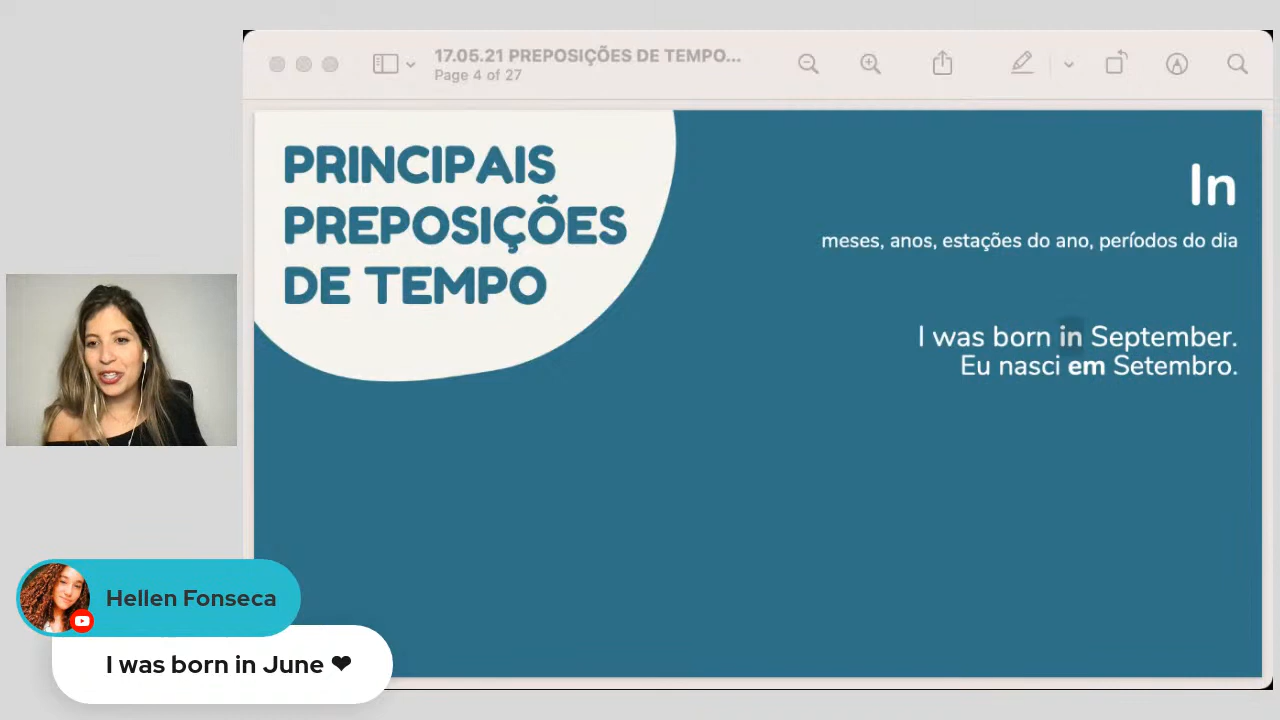 17.05.21 PREPOSIÇÕES DE TEMPO...
Page 4 of 27
PRINCIPAIS
PREPOSIÇÕES
DE TEMPO
In
meses, anos, estações do ano, períodos do dia
I was born in September.
Eu nasci em Setembro.
Hellen Fonseca
I was born in June ❤